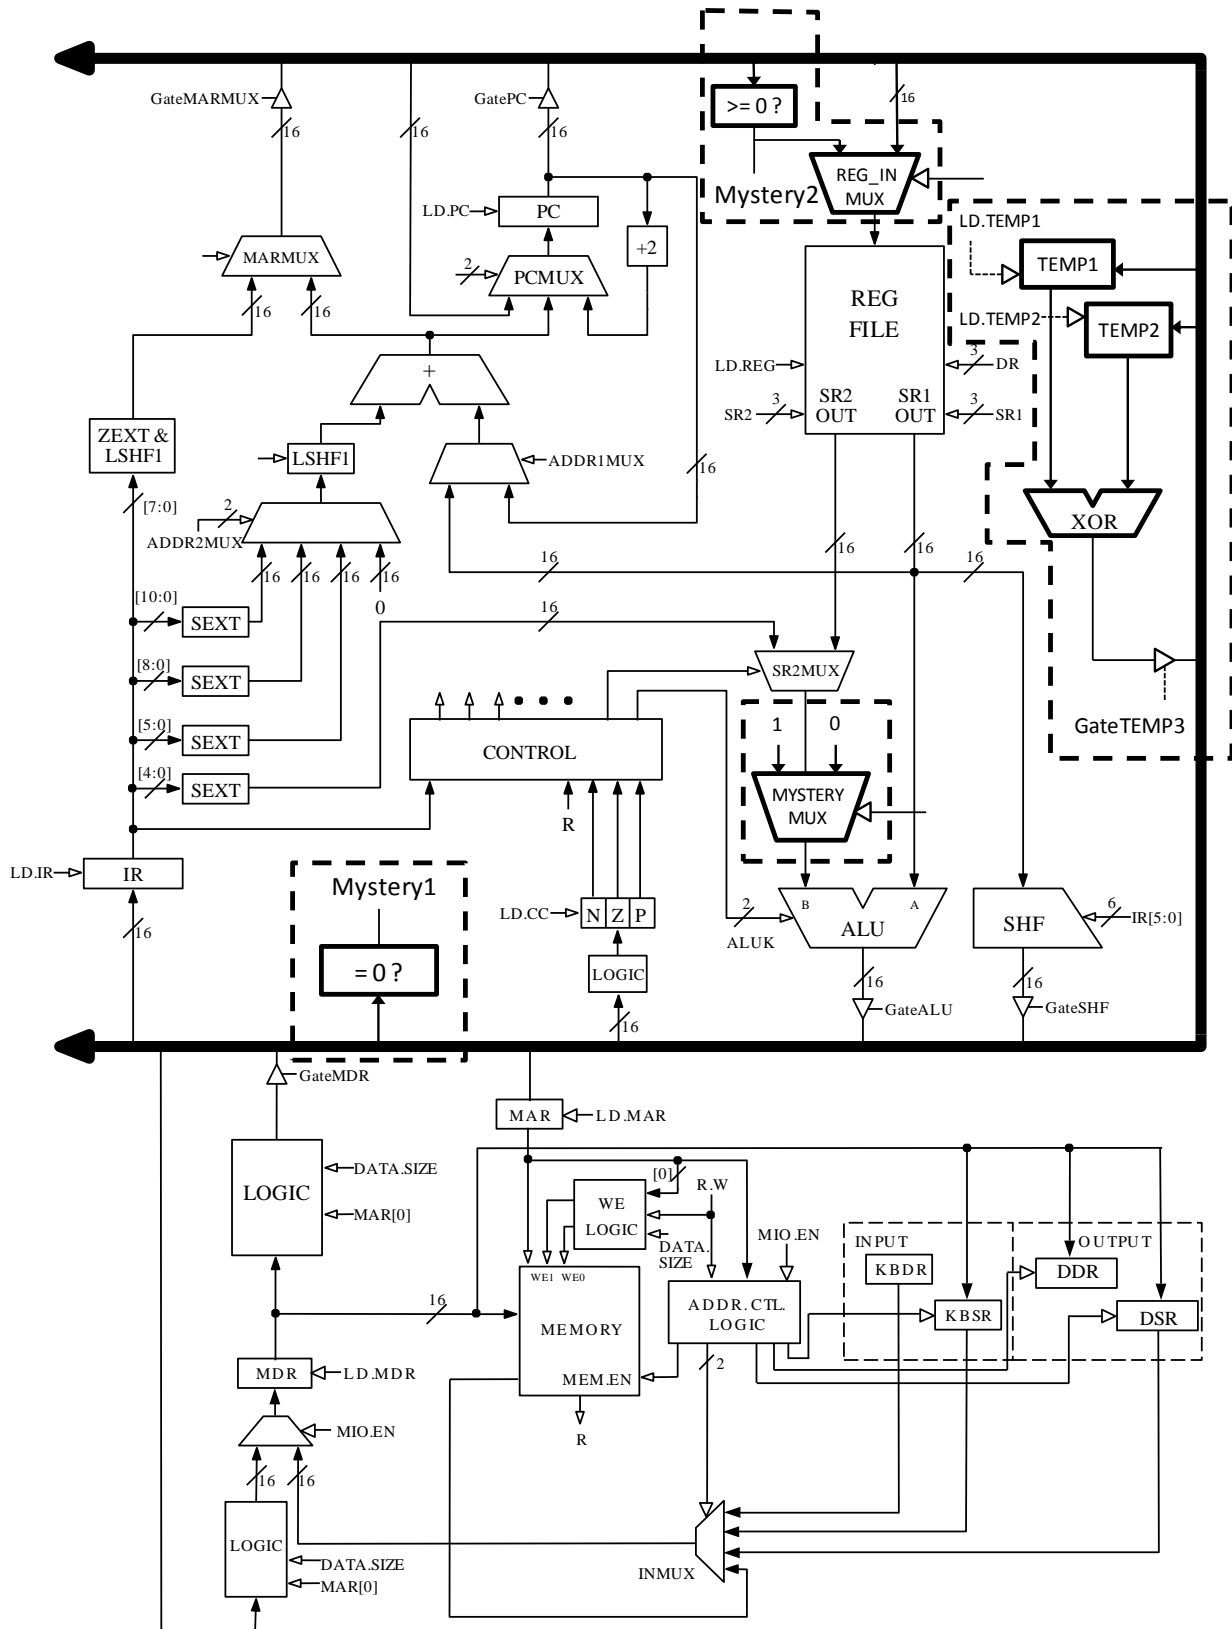 GateMARMUX
GatePC
16
16
16
>= 0 ?
16
Mystery2
REG_IN
MUX
LD.PC
PC
+2
MARMUX
2
PCMUX
16
16
LD.TEMP1
TEMP1
LD.TEMP2
TEMP2
REG
FILE
+
LD.REG
3
DR
SR2
3
SR2
OUT
SR1
OUT
3
SR1
ZEXT &
LSHF1
LSHF1
ADDR1MUX
16
[7:0]
2
ADDR2MUX
XOR
16
16
16
16
16
16
16
16
0
[10:0]
SEXT
16
[8:0]
SEXT
SR2MUX
[5:0]
SEXT
CONTROL
1
0
GateTEMP3
[4:0]
SEXT
MYSTERY
MUX
R
LD.IR
IR
Mystery1
LD.CC
N
Z
P
2
ALUK
B
A
ALU
SHF
6
IR[5:0]
16
= 0 ?
LOGIC
16
16
16
GateALU
GateSHF
GateMDR
MAR
LD.MAR
LOGIC
DATA.SIZE
MAR[0]
[0]
R.W
WE
LOGIC
DATA.
SIZE
MIO.EN
INPUT
OUTPUT
KBDR
DDR
WE1
WE0
16
MEMORY
ADDR.CTL.
LOGIC
KBSR
DSR
MDR
LD.MDR
MEM.EN
2
R
MIO.EN
16
16
LOGIC
DATA.SIZE
MAR[0]
INMUX